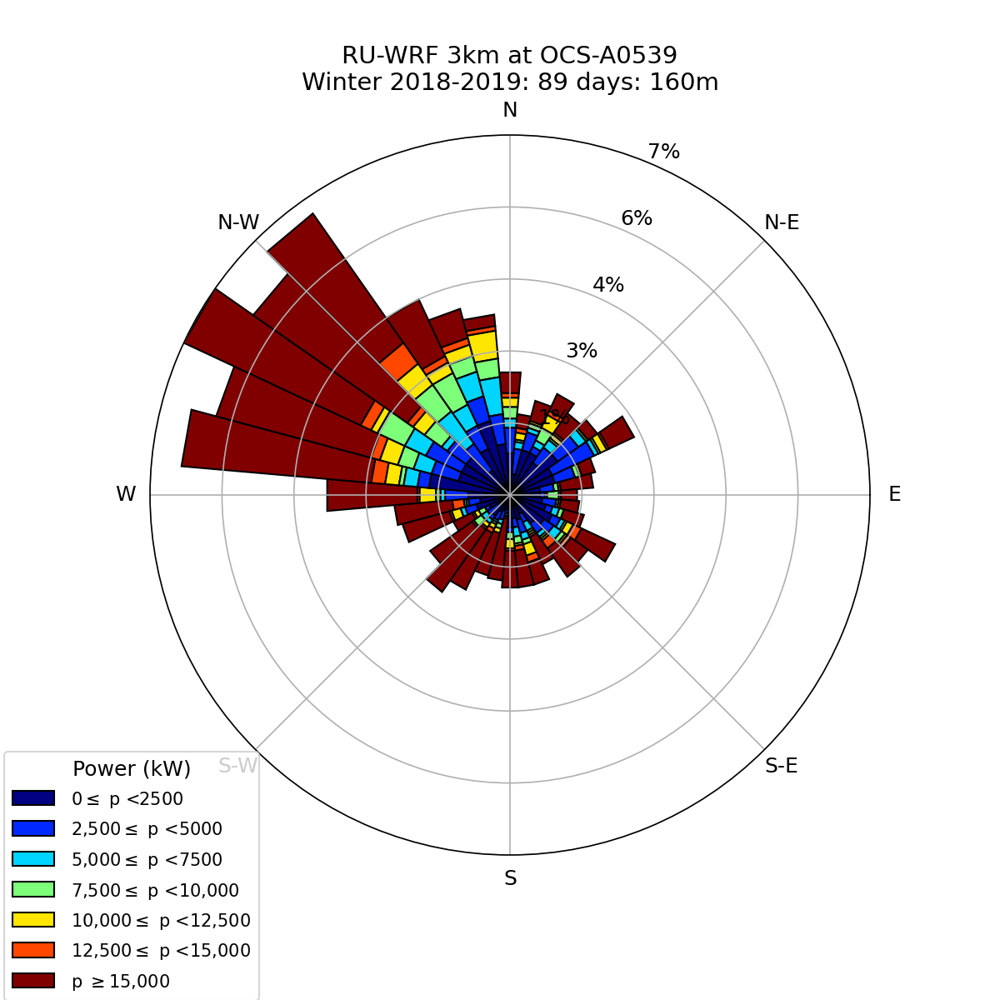 RU-WRF 3km at OCS-A0539
Winter 2018-2019: 89 days: 160m
N
7%
N-W
6%
N-E
4%
3%
1%
W
E
S-W
S-E
S
Power (kW)
0≤ p <2500
2,500≤ p <5000
5,000≤ p <7500
7,500≤ p <10,000
10,000≤ p <12,500
12,500≤ p <15,000
p ≥15,000